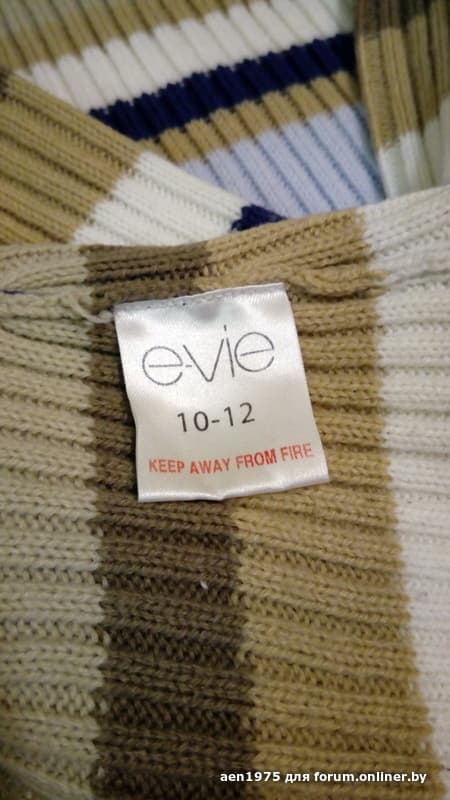 e-vie
10-12
KEEP AWAY FROM FIRE
aen1975 для forum.onliner.by